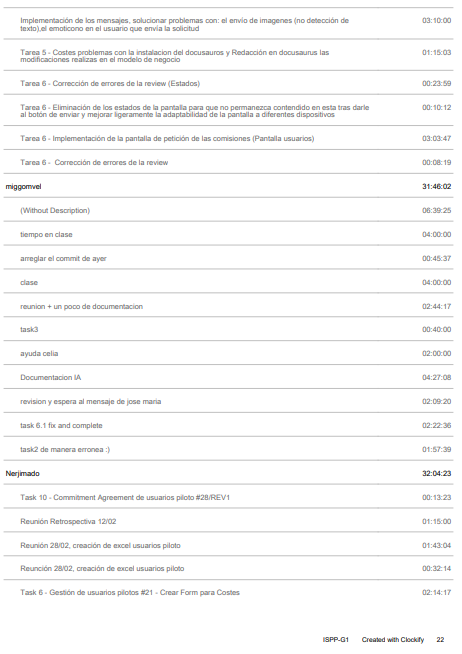 Implementación de los mensajes, solucionar problemas con: el envio de imagenes (no detección de 03:10:00
texto),el emoticono en el usuario que envia la solicitud
Tarea 5 - Costes problemas con la instalacion del docusauros y Redacción en docusaurus las 01:15:03
modificaciones realizas en el modelo de negocio
Tarea 6 - Corrección de errores de la review (Estados) 00:23:59
Tarea 6 - Eliminación de los estados de la pantalla para que no permanezca contendido en esta tras darle 00:10:12
al botón de enviar y mejorar ligeramente la adaptabilidad de la pantalla a diferentes dispositivos
Tarea 6 - Implementación de la pantalla de petición de las comisiones (Pantalla usuarios) 03:03:47
Tarea 6 - Corrección de errores de la review 00:08:19
miggomvel 31:46:02
(Without Description) 06:39:25
tiempo en clase 04:00:00
arreglar el commit de ayer 00:45:37
clase 04:00:00
reunion + un poco de documentacion 02:44:17
task3 00:40:00
ayuda celia 02:00:00
Documentacion IA 04:27:08
revision y espera al mensaje de jose maria 02:09:20
task 6.1 fix and complete 02:22:36
task2 de manera erronea :) 01:57:39
Nerjimado 32:04:23
Task 10 - Commitment Agreement de usuarios piloto #28/REV1 00:13:23
Reunión Retrospectiva 12/02 01:15:00
Reunión 28/02, creación de excel usuarios piloto 01:43:04
Reunción 28/02, creación de excel usuarios piloto 00:32:14
Task 6 - Gestión de usuarios pilotos #21 - Crear Form para Costes 02:14:17
ISPP-G1 Created with Clockify 22